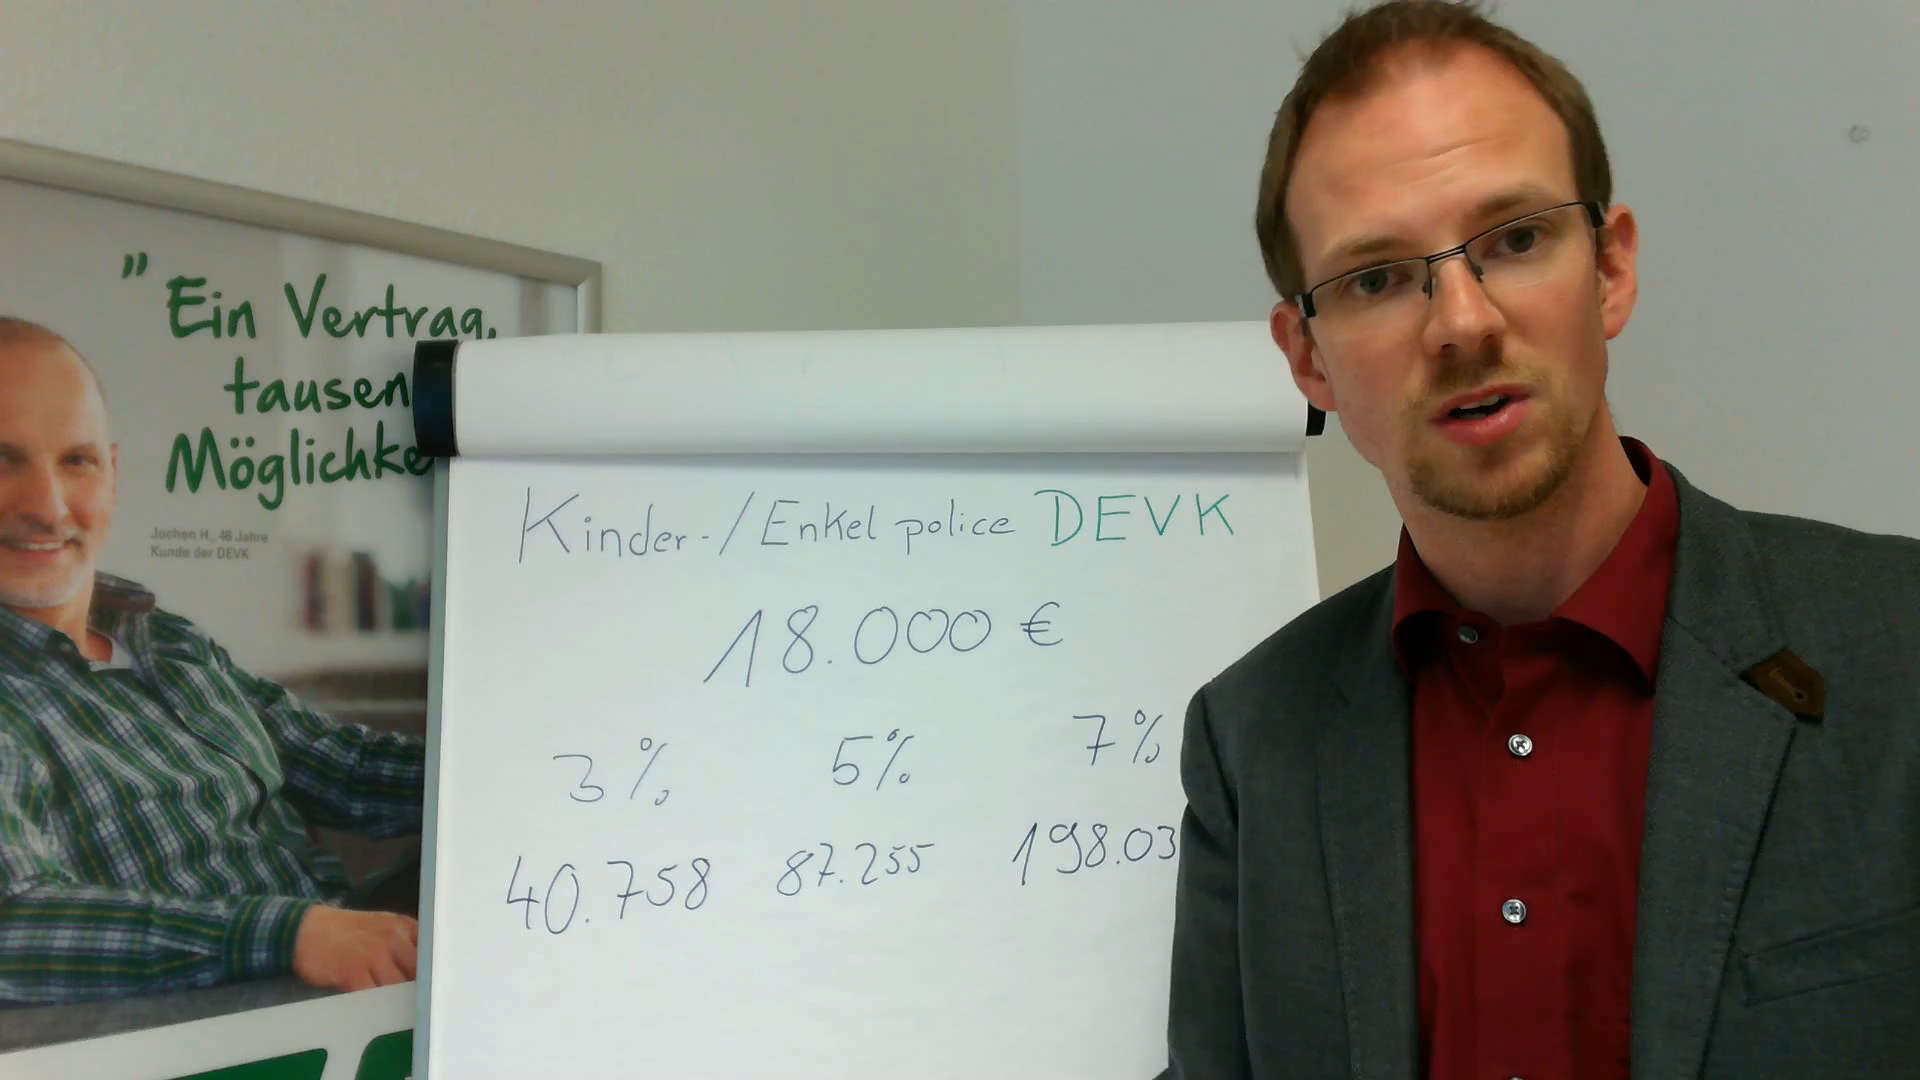 " Ein Vertrag,
tausen
Möglichke
Jochen H., 46 Jahre
Kunde der DEVK
Kinder-/Enkel police DEVK
18.000 €
3% 5% 7%
40.758 87.255 198.03